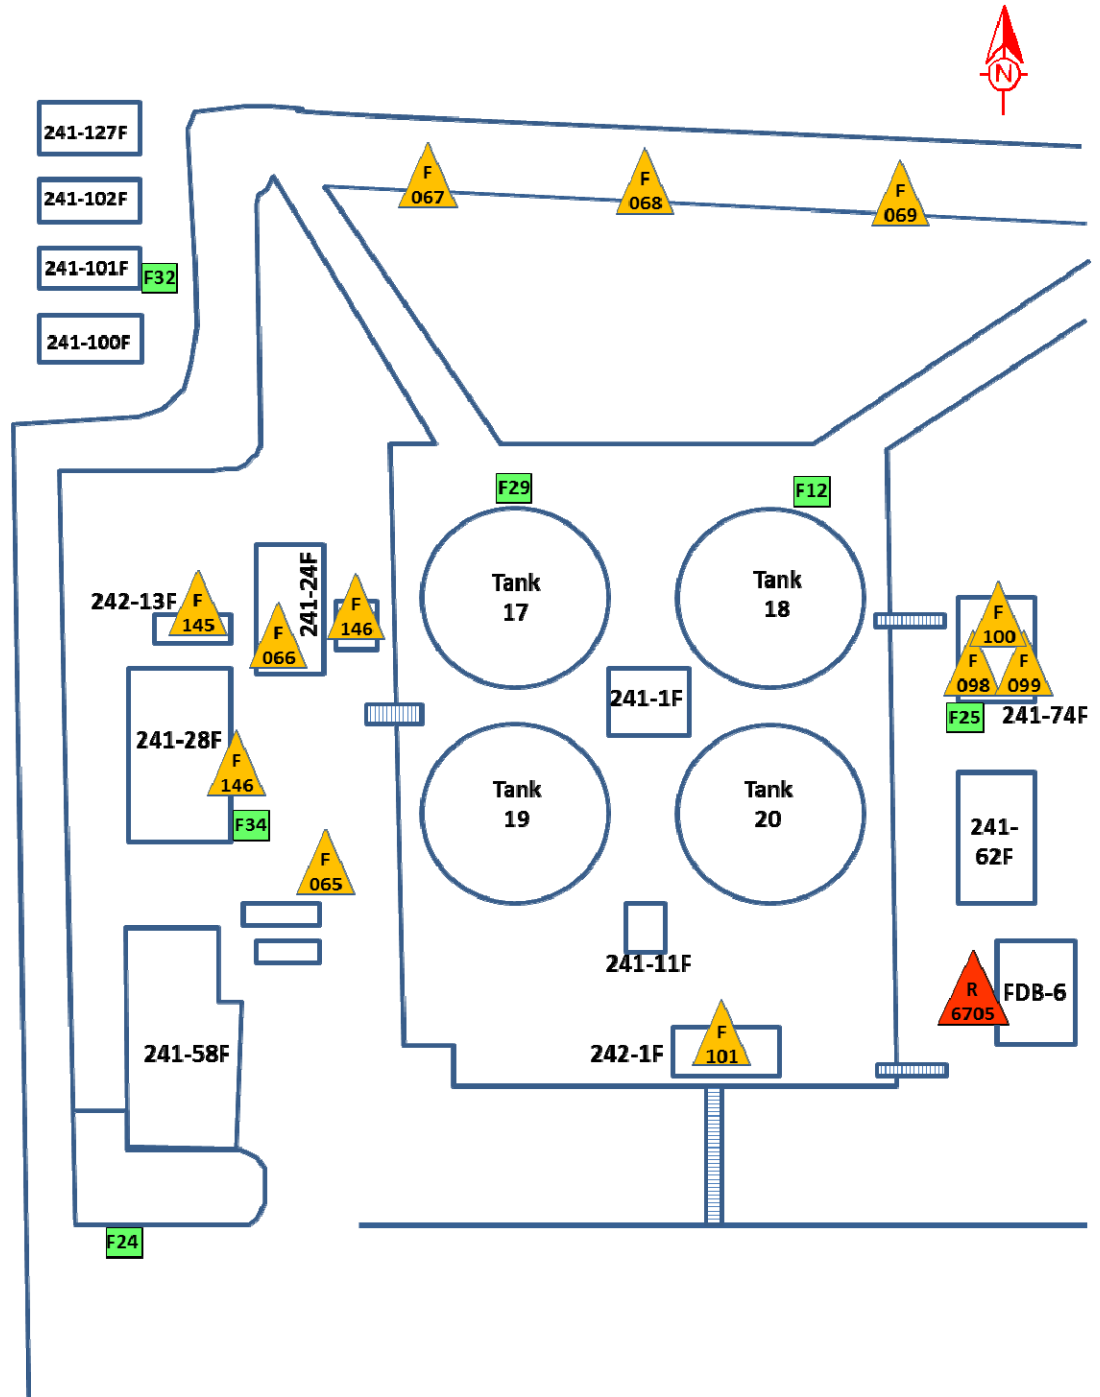 N
241-127F
F
067
F
068
F
069
241-102F
241-101F
F32
241-100F
F29
F12
242-13F
F
145
241-24F
F
066
F
146
Tank
17
Tank
18
F
100
F
098
F
099
F25
241-74F
241-1F
241-28F
F
146
F34
Tank
19
Tank
20
241-
62F
F
065
241-11F
R
6705
FDB-6
241-58F
242-1F
F
101
F24